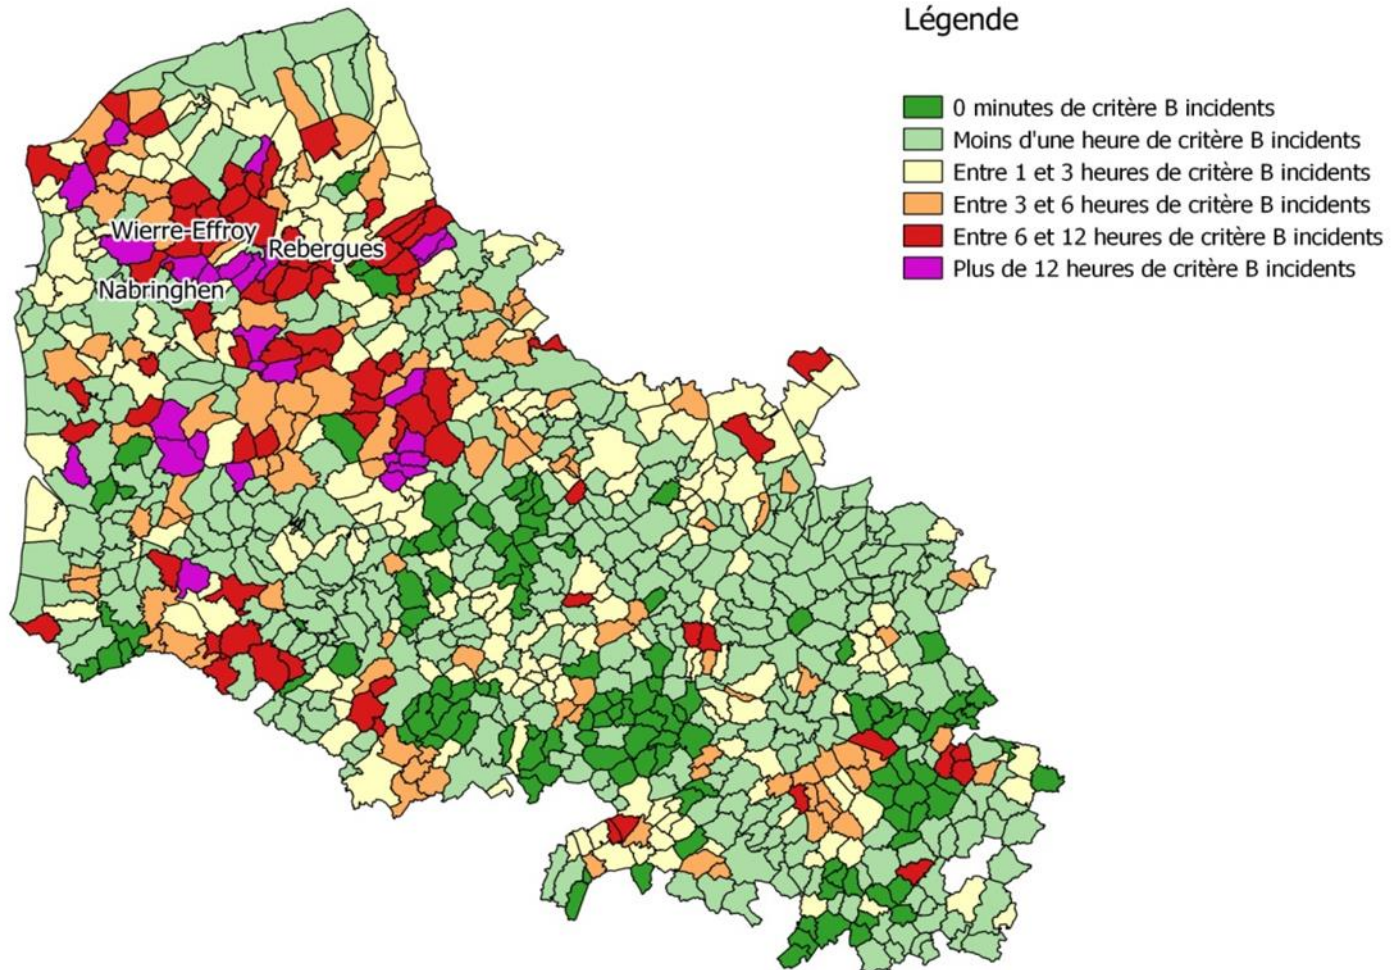 Légende
0 minutes de critère B incidents
Moins d'une heure de critère B incidents
Entre 1 et 3 heures de critère B incidents
Entre 3 et 6 heures de critère B incidents
Entre 6 et 12 heures de critère B incidents
Plus de 12 heures de critère B incidents
Wierre-Effroy
Rebergues
Nabringhen